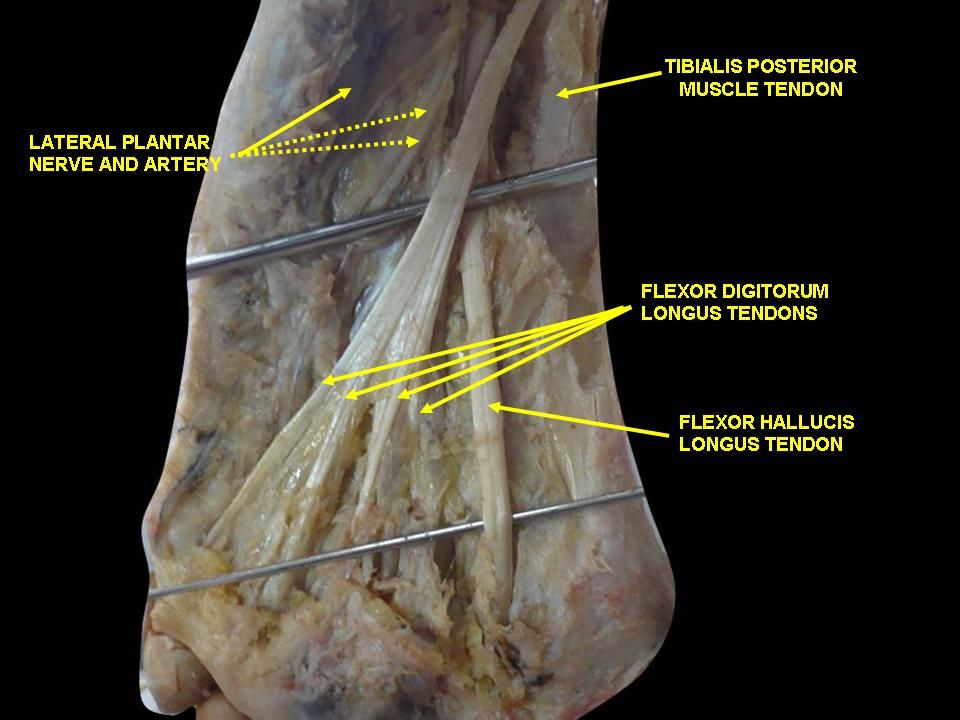 TIBIALIS POSTERIOR
MUSCLE TENDON
LATERAL PLANTAR
NERVE AND ARTERY
FLEXOR DIGITORUM
LONGUS TENDONS
FLEXOR HALLUCIS
LONGUS TENDON